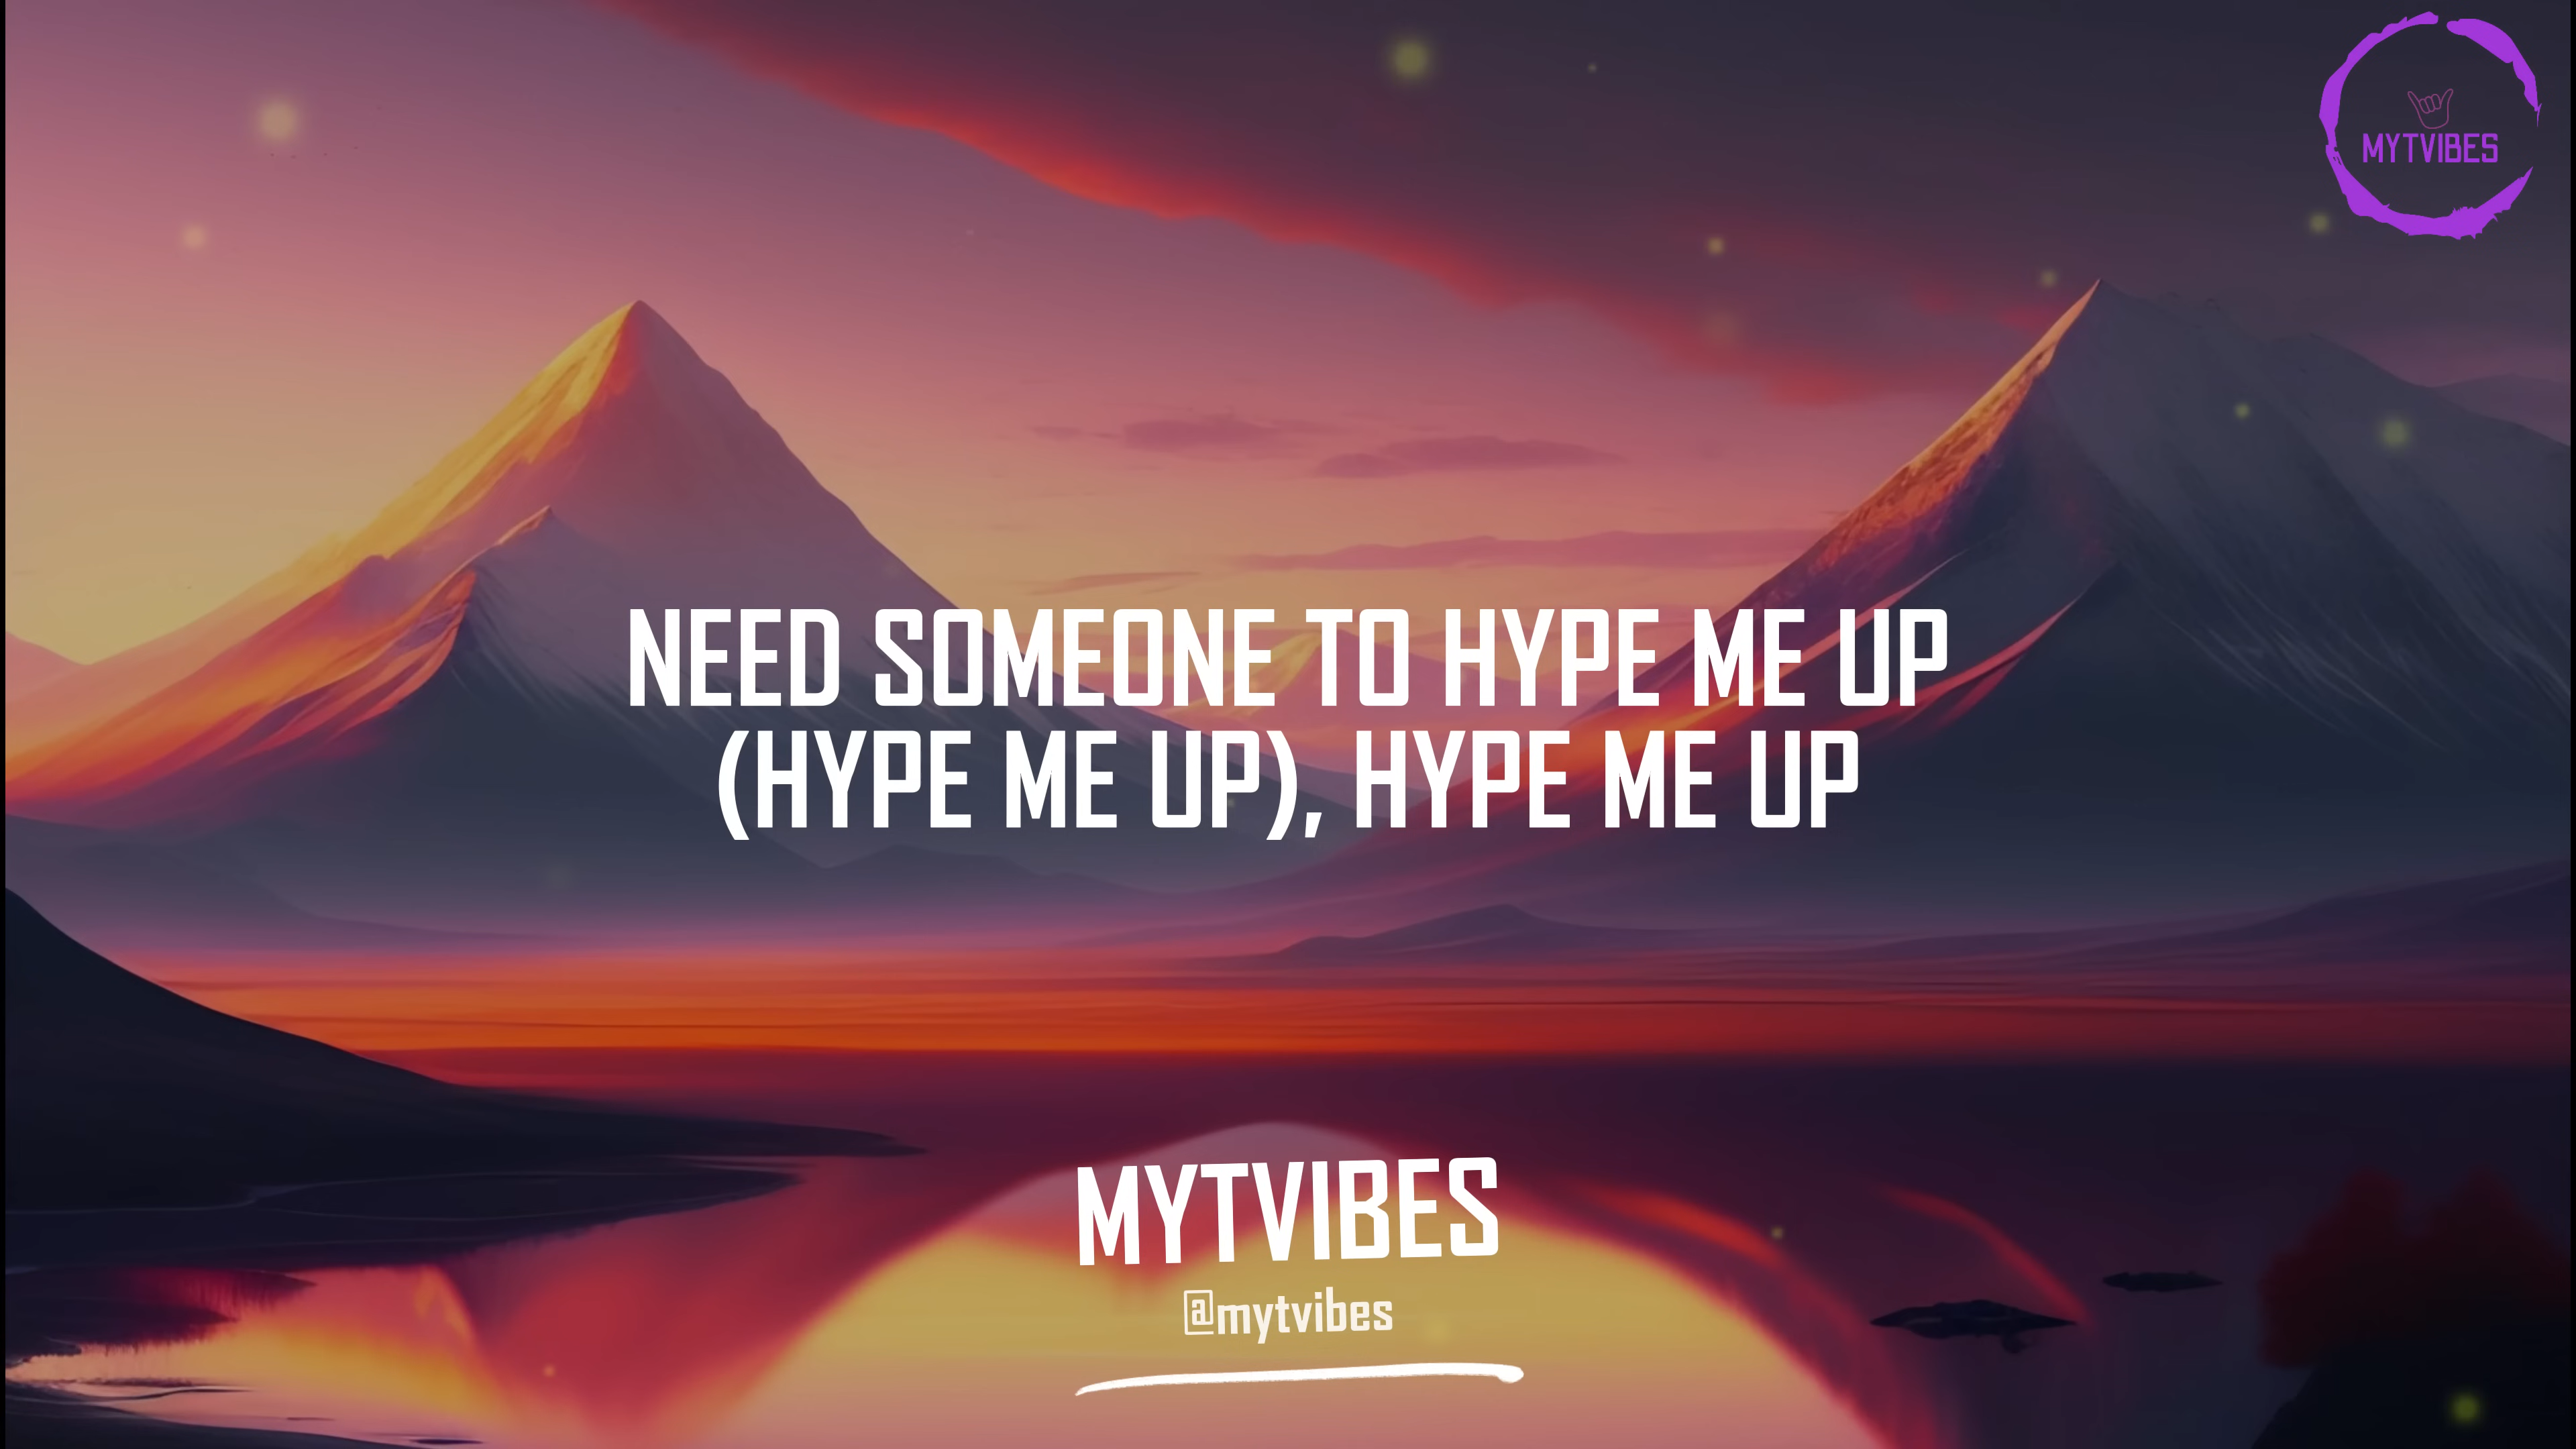 MYTVIBES
NEED SOMEONE TO HYPE ME UP
(HYPE ME UP), HYPE ME UP
MYTVIBES
@mytvibes